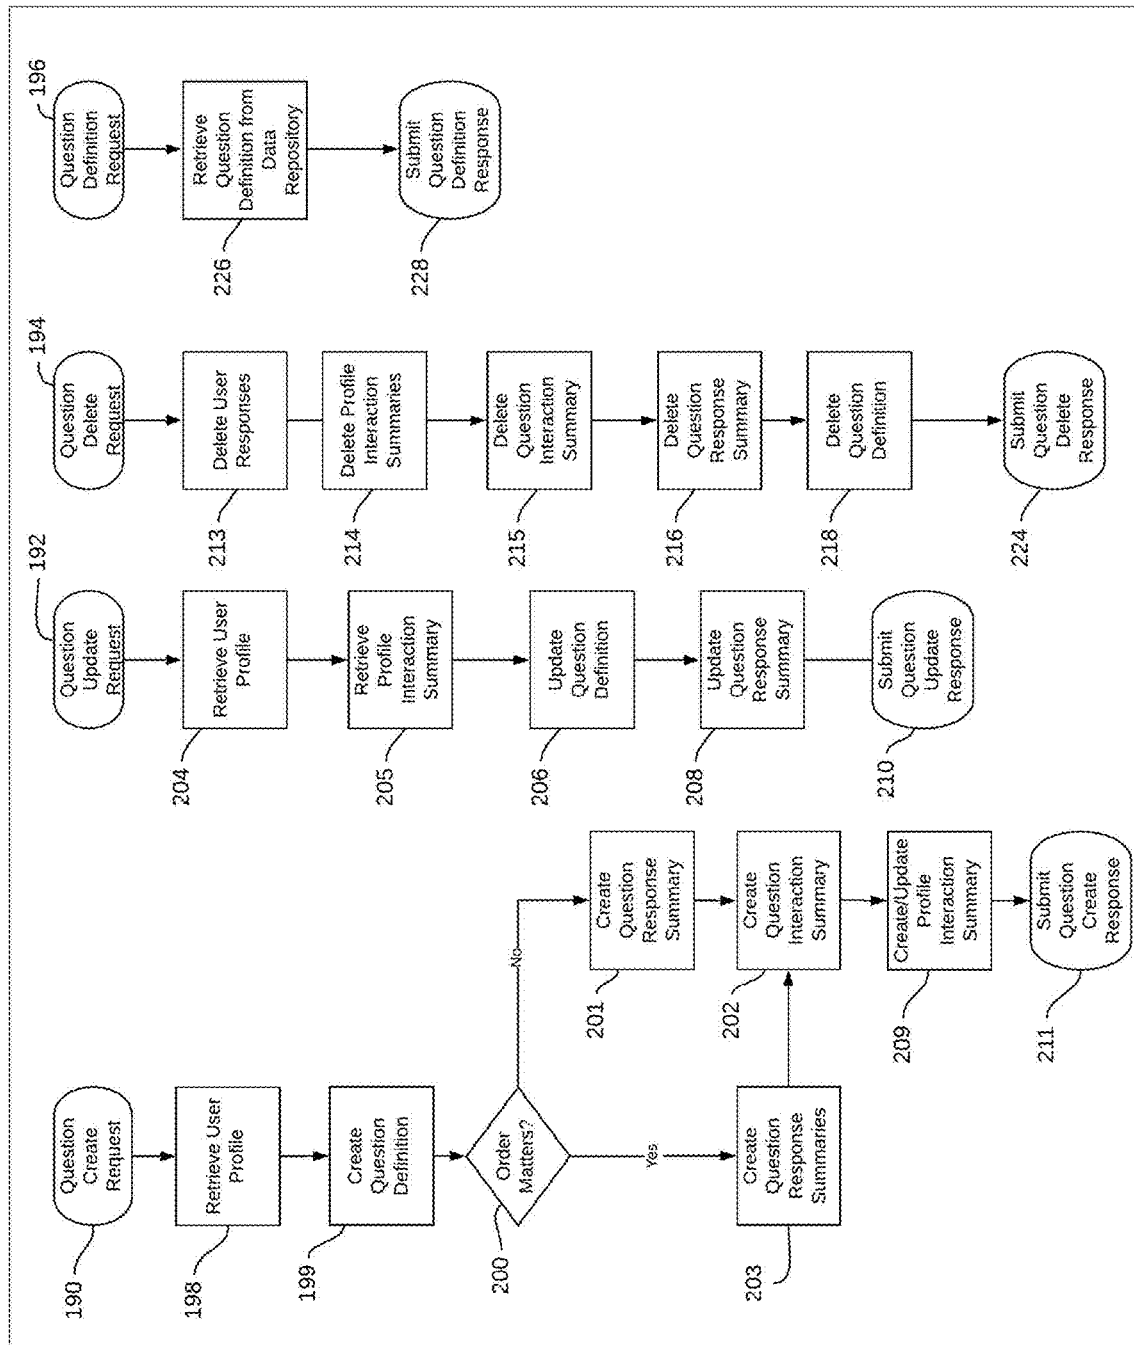 190
Question
Create
Request
198
Retrieve User
Profile
199
Create
Question
Definition
200
Order
Matters?
No
Yes
201
Create
Question
Response
Summary
203
Create
Question
Response
Summaries
202
Create
Question
Interaction
Summary
209
Create/Update
Profile
Interaction
Summary
211
Submit
Question
Create
Response
192
Question
Update
Request
204
Retrieve User
Profile
205
Retrieve
Profile
Interaction
Summary
206
Update
Question
Definition
208
Update
Question
Response
Summary
210
Submit
Question
Update
Response
194
Question
Delete
Request
213
Delete User
Responses
214
Delete Profile
Interaction
Summaries
215
Delete
Question
Interaction
Summary
216
Delete
Question
Response
Summary
218
Delete
Question
Definition
224
Submit
Question
Delete
Response
196
Question
Definition
Request
226
Retrieve
Question
Definition from
Data
Repository
228
Submit
Question
Definition
Response